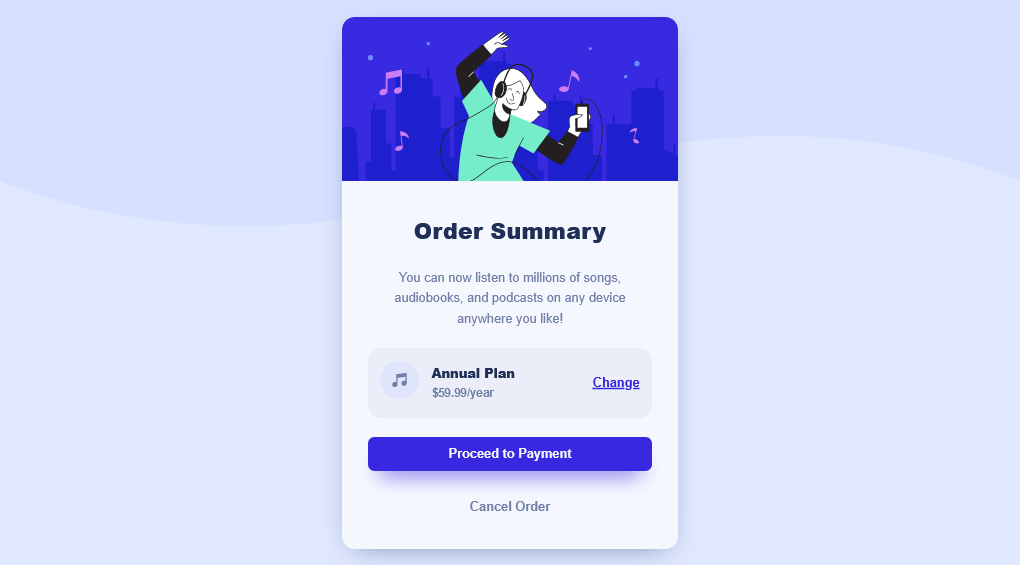 Order Summary
You can now listen to millions of songs,
audiobooks, and podcasts on any device
anywhere you like!
Annual Plan
$59.99/year
Change
Proceed to Payment
Cancel Order